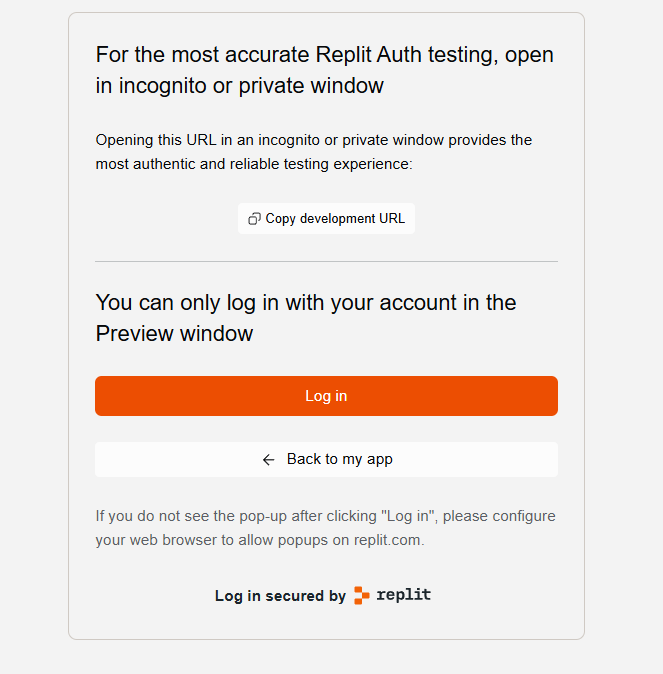 For the most accurate Replit Auth testing, open
in incognito or private window
Opening this URL in an incognito or private window provides the
most authentic and reliable testing experience:
Copy development URL
You can only log in with your account in the
Preview window
Log in
Back to my app
If you do not see the pop-up after clicking "Log in", please configure
your web browser to allow popups on replit.com.
Log in secured by replit